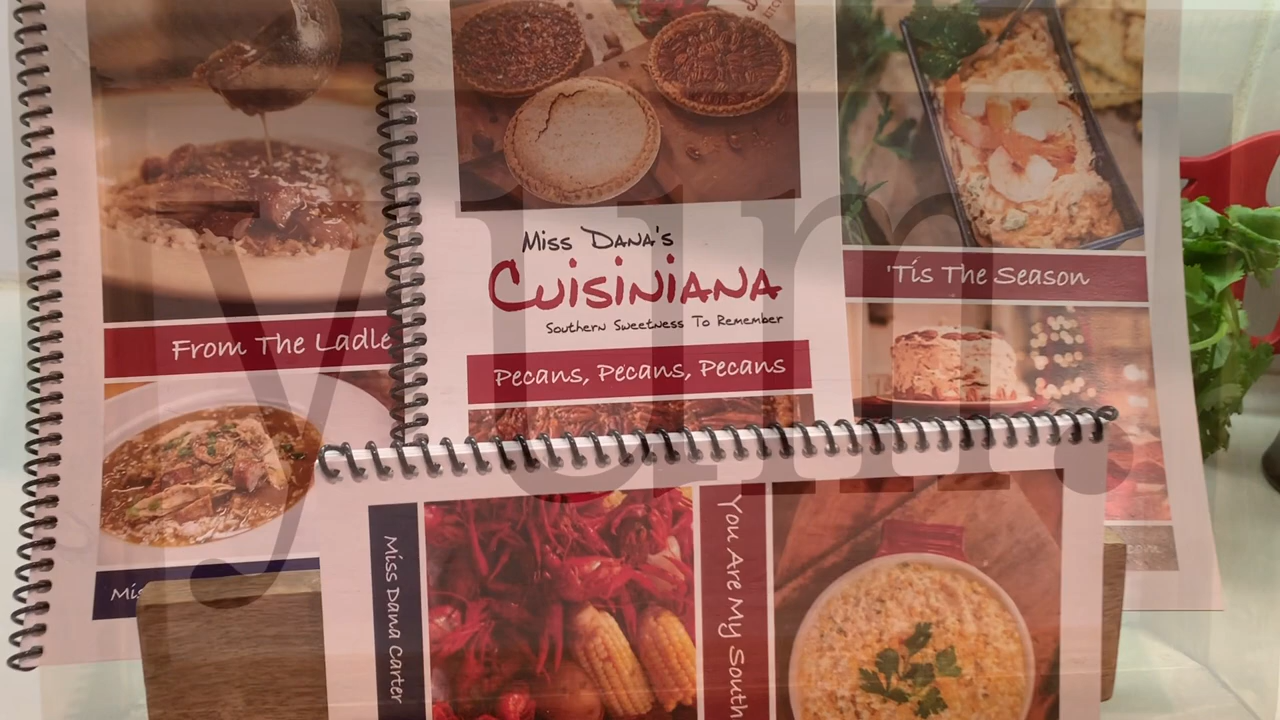 yum.
Miss Dana's
Cuisiniana
Southern Sweetness To Remember
Pecans, Pecans, Pecans
From The Ladle
'Tis The Season
Miss Dana Carter
You Are My South